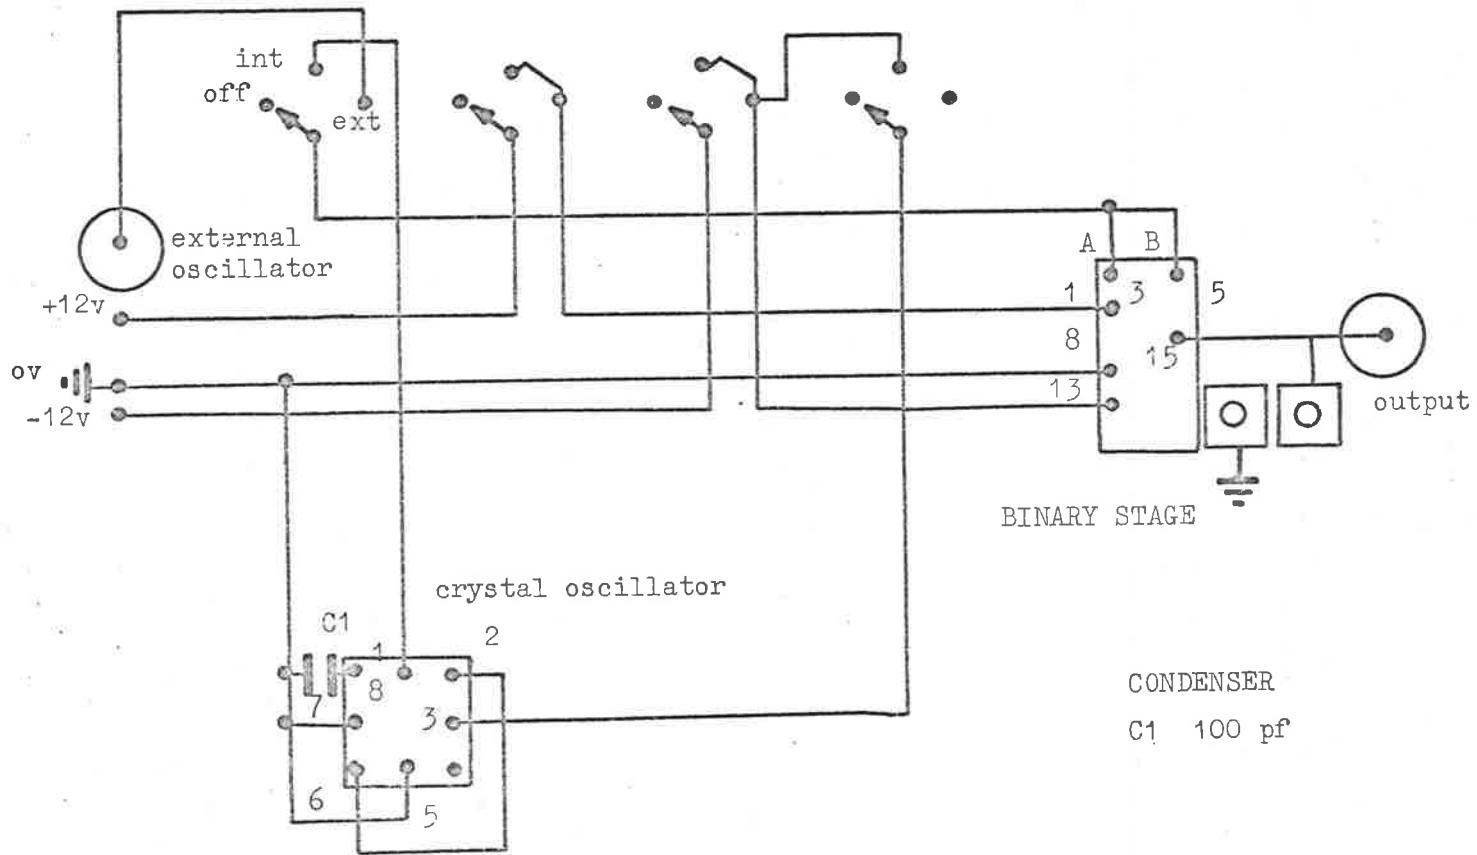 int
off
ext
external
oscillator
+12v
ov
-12v
A B
1 3 5
8
15
13
output
BINARY STAGE
crystal oscillator
C1
1 2
8
7 3
6 5
CONDENSER
C1 100 pf